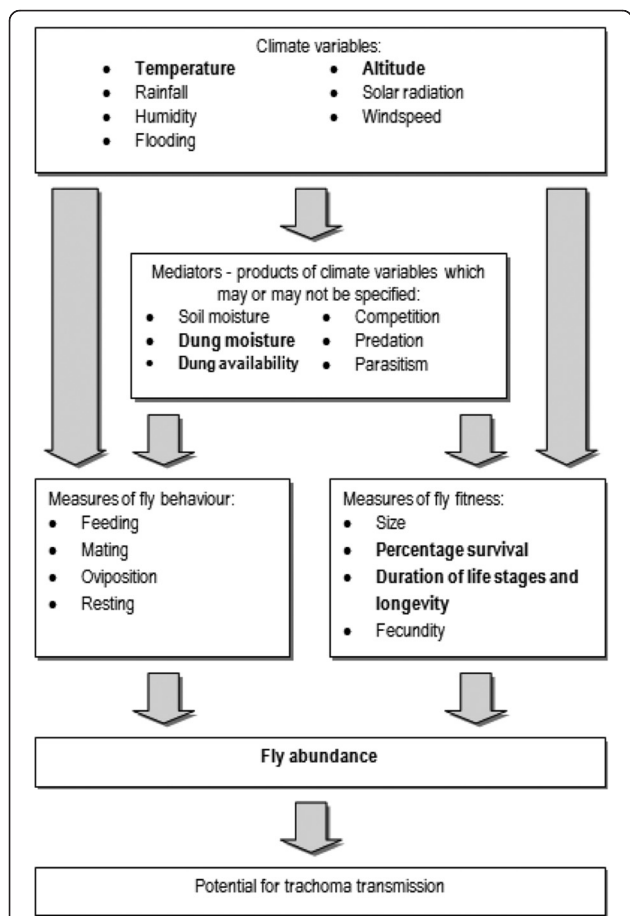 Climate variables:
• Temperature
• Rainfall
• Humidity
• Flooding
• Altitude
• Solar radiation
• Windspeed
Mediators - products of climate variables which
may or may not be specified:
• Soil moisture
• Dung moisture
• Dung availability
• Competition
• Predation
• Parasitism
Measures of fly behaviour:
• Feeding
• Mating
• Oviposition
• Resting
Measures of fly fitness:
• Size
• Percentage survival
• Duration of life stages and
longevity
• Fecundity
Fly abundance
Potential for trachoma transmission